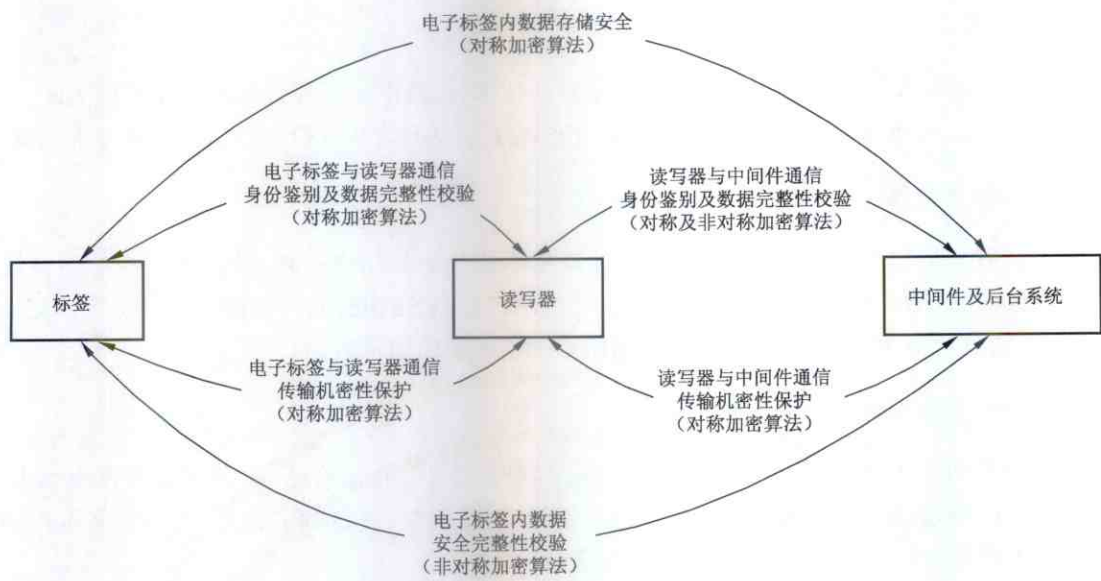 电子标签内数据存储安全
(对称加密算法)
电子标签与读写器通信
身份鉴别及数据完整性校验
(对称加密算法)
读写器与中间件通信
身份鉴别及数据完整性校验
(对称及非对称加密算法)
标签
读写器
中间件及后台系统
电子标签与读写器通信
传输机密性保护
(对称加密算法)
读写器与中间件通信
传输机密性保护
(对称加密算法)
电子标签内数据
安全完整性校验
(非对称加密算法)